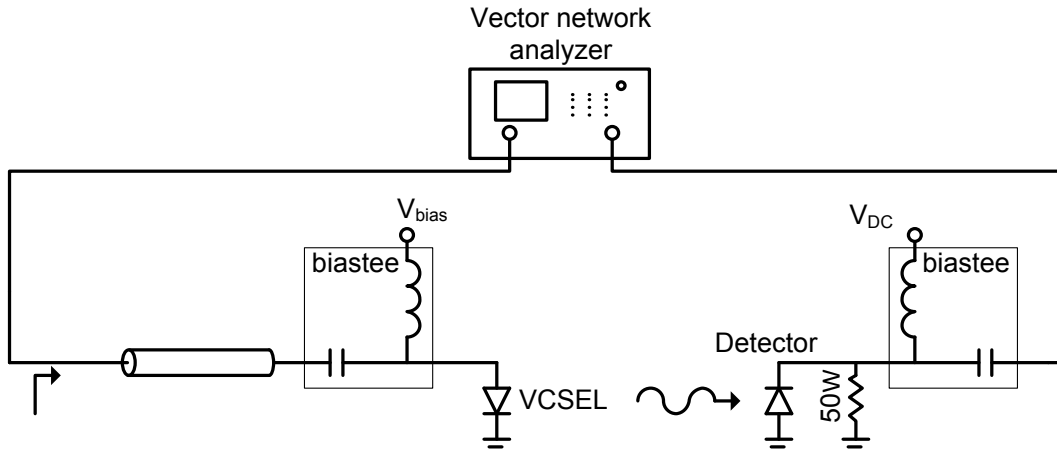 Vector network
analyzer
Vbias
biastee
VCSEL
Detector
50W
VDC
biastee